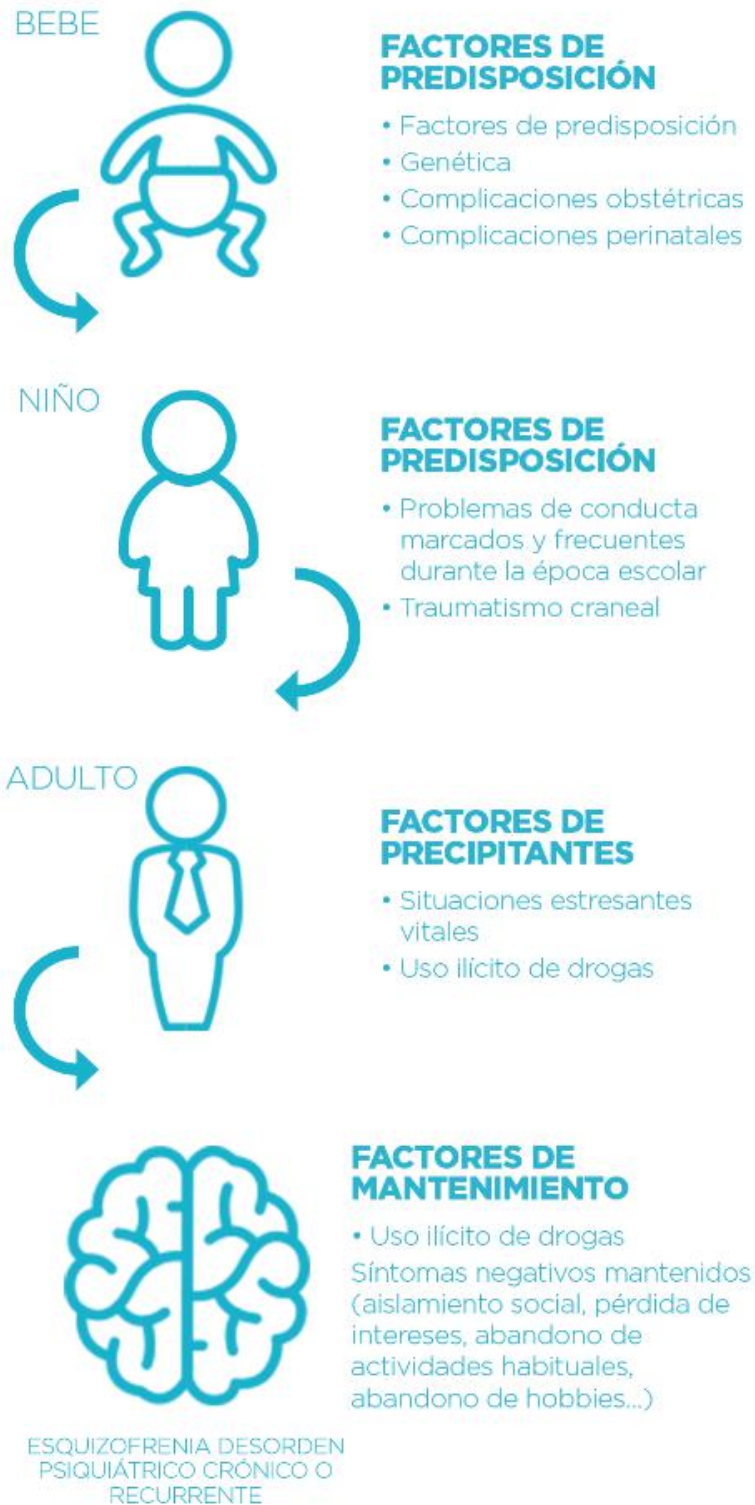 BEBE
FACTORES DE
PREDISPOSICIÓN
• Factores de predisposición
• Genética
• Complicaciones obstétricas
• Complicaciones perinatales
NIÑO
FACTORES DE
PREDISPOSICIÓN
• Problemas de conducta
marcados y frecuentes
durante la época escolar
• Traumatismo craneal
ADULTO
FACTORES DE
PRECIPITANTES
• Situaciones estresantes
vitales
• Uso ilícito de drogas
FACTORES DE
MANTENIMIENTO
• Uso ilícito de drogas
Síntomas negativos mantenidos
(aislamiento social, pérdida de
intereses, abandono de
actividades habituales,
abandono de hobbies...)
ESQUIZOFRENIA DESORDEN
PSIQUIÁTRICO CRÓNICO O
RECURRENTE